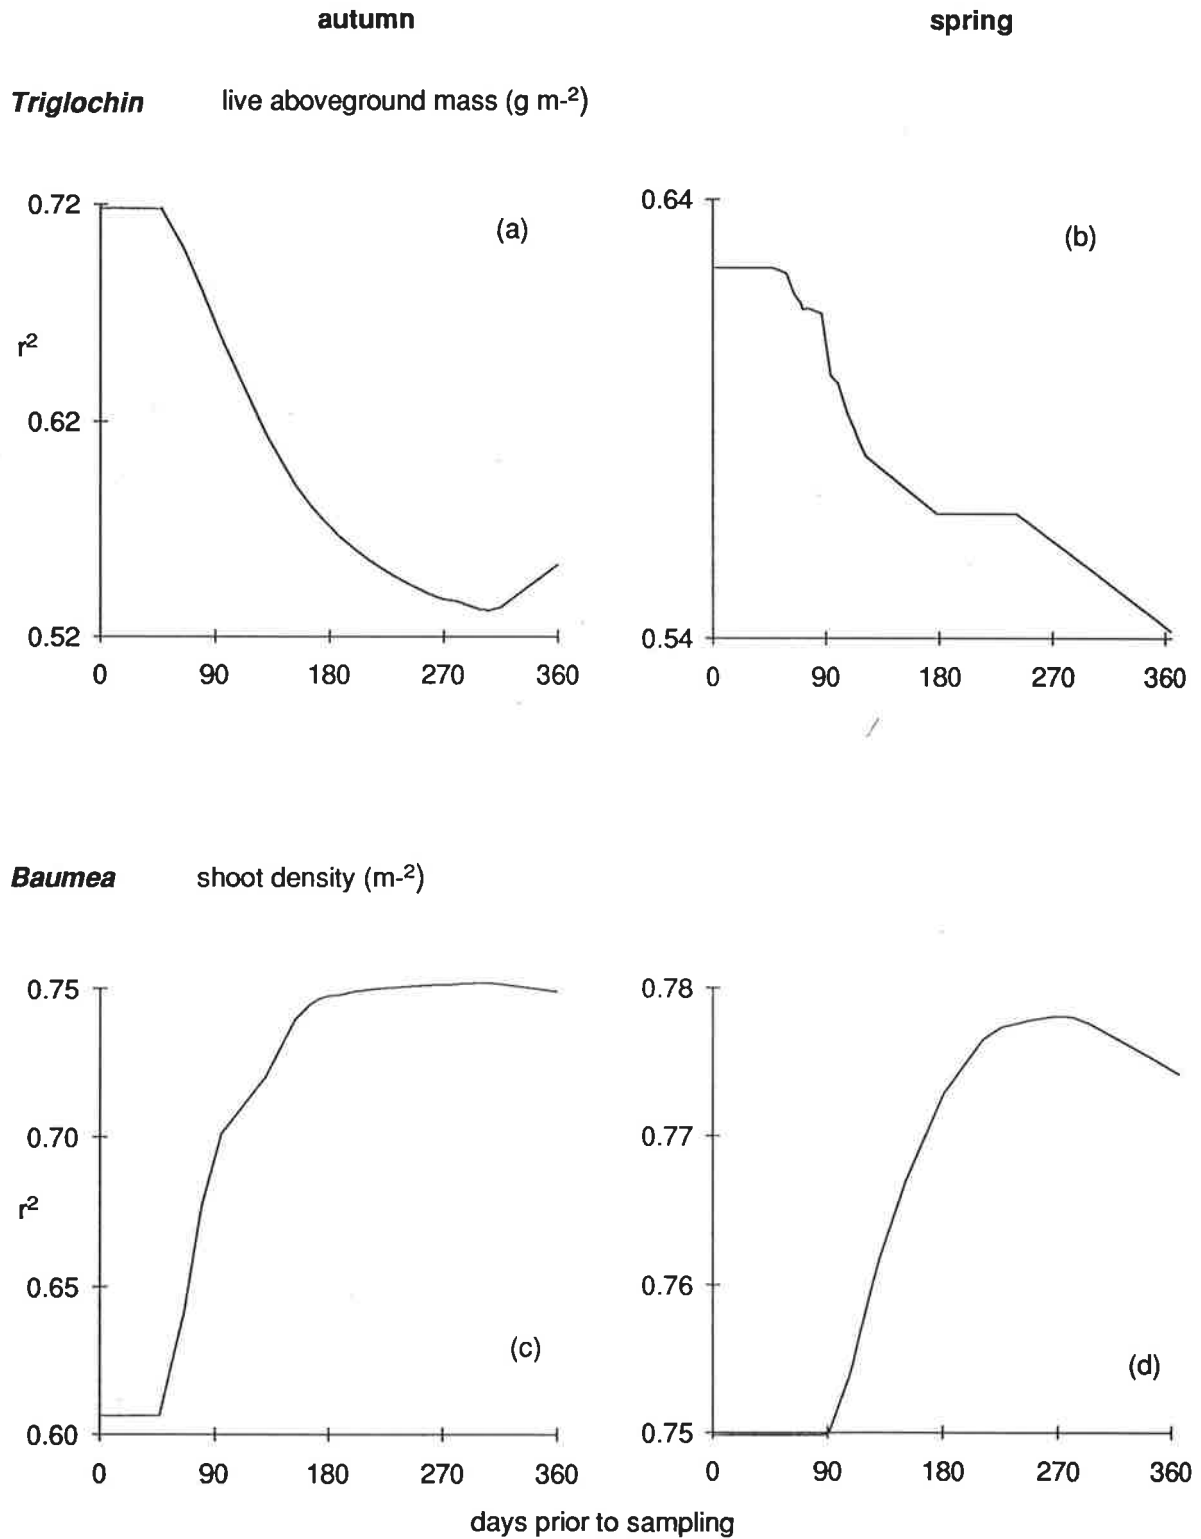 autumn spring
Triglochin live aboveground mass (g m-2)
0.72 (a)
r2
0.62
0.52
0 90 180 270 360
0.64 (b)
0.54
0 90 180 270 360
Baumea shoot density (m-2)
0.75
0.70
r2
0.65
(c)
0.60
0 90 180 270 360
0.78
0.77
0.76
(d)
0.75
0 90 180 270 360
days prior to sampling